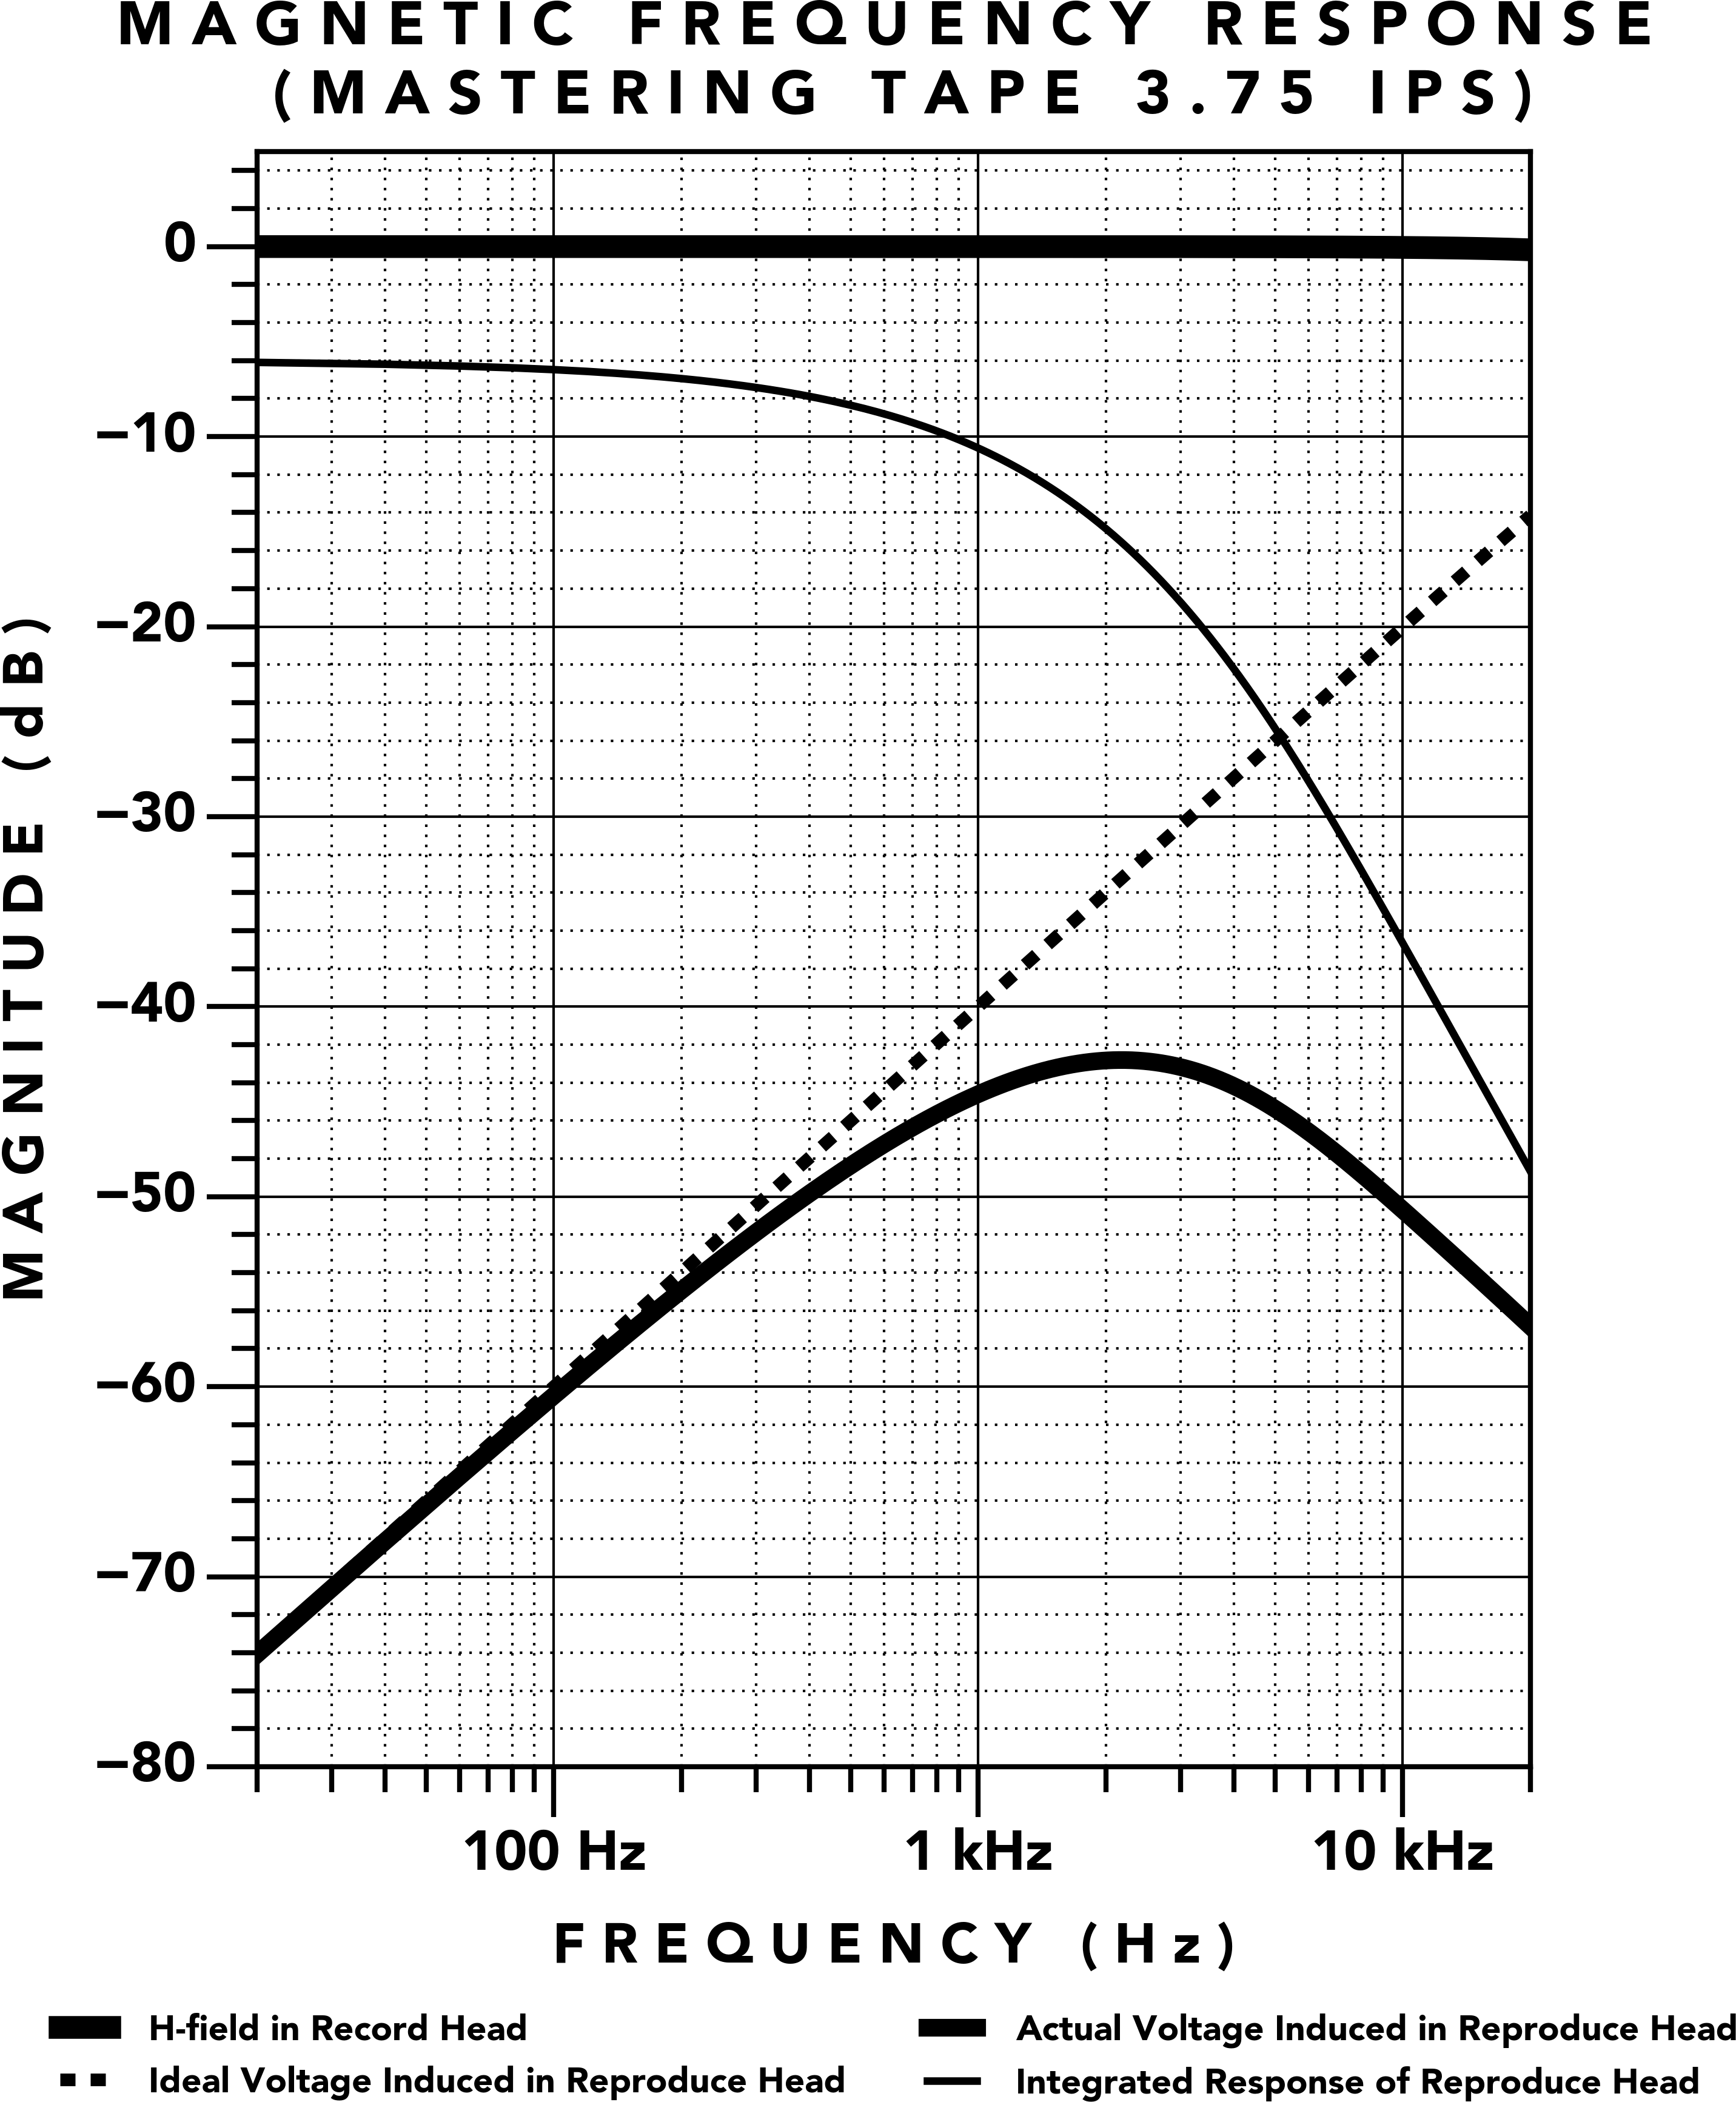 MAGNETIC FREQUENCY RESPONSE
(MASTERING TAPE 3.75 IPS)
MAGNITUDE (dB)
0
−10
−20
−30
−40
−50
−60
−70
−80
100 Hz 1 kHz 10 kHz
FREQUENCY (Hz)
H-field in Record Head
Ideal Voltage Induced in Reproduce Head
Actual Voltage Induced in Reproduce Head
Integrated Response of Reproduce Head